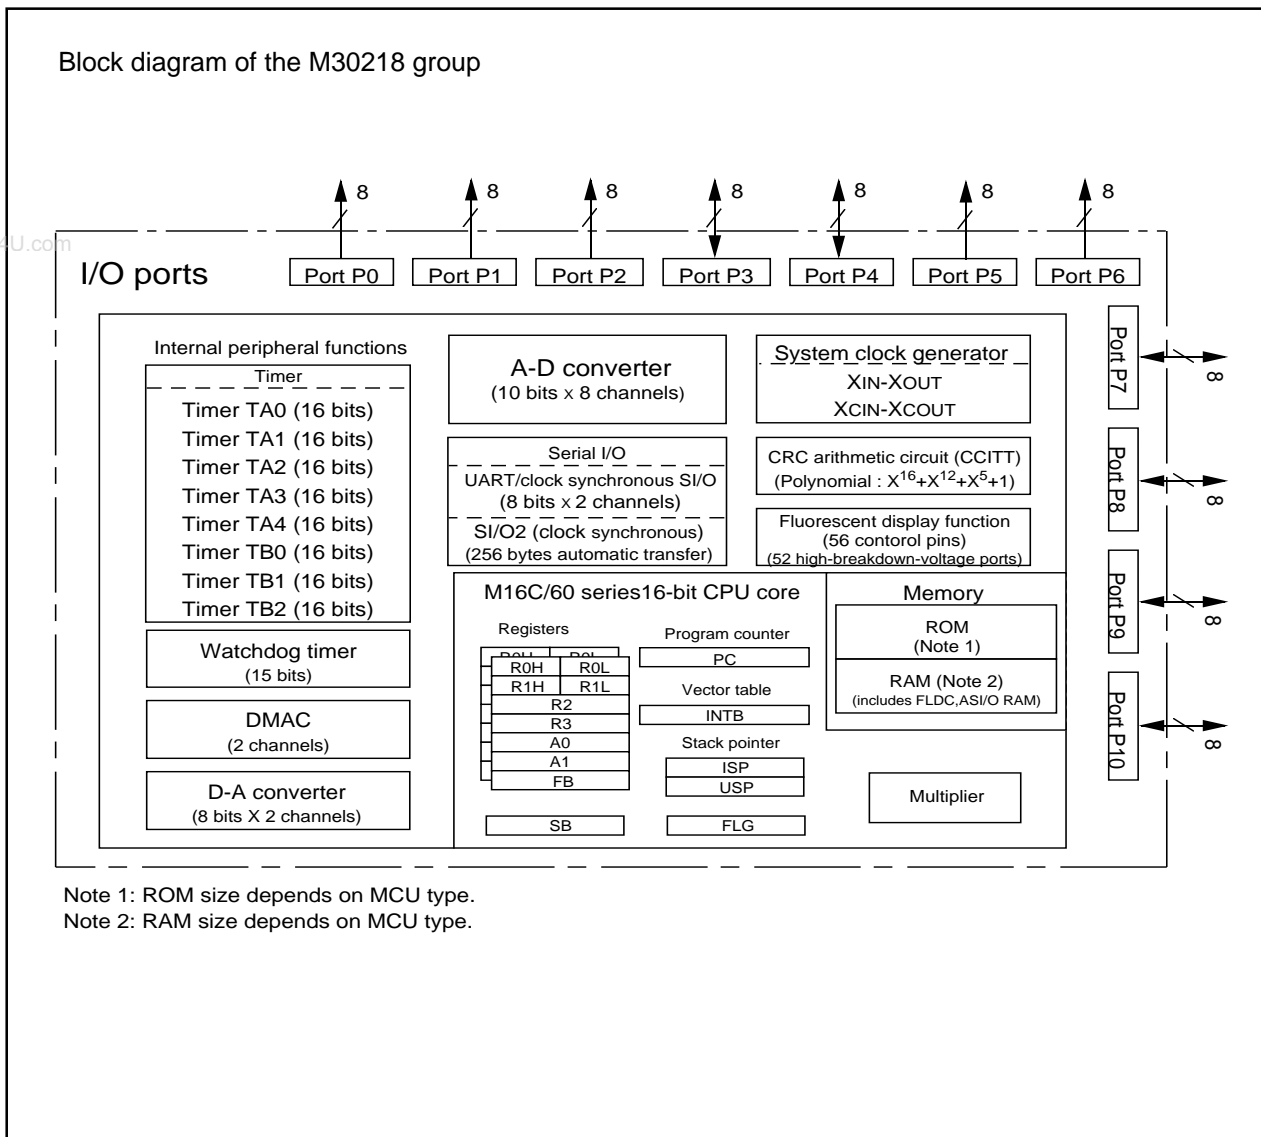 Block diagram of the M30218 group
8 8 8 8 8 8 8
4U.com
I/O ports
Port P0 Port P1 Port P2 Port P3 Port P4 Port P5 Port P6
Port P7
8
Port P8
8
Port P9
8
Port P10
8
Internal peripheral functions
Timer
Timer TA0 (16 bits)
Timer TA1 (16 bits)
Timer TA2 (16 bits)
Timer TA3 (16 bits)
Timer TA4 (16 bits)
Timer TB0 (16 bits)
Timer TB1 (16 bits)
Timer TB2 (16 bits)
Watchdog timer
(15 bits)
DMAC
(2 channels)
D-A converter
(8 bits X 2 channels)
A-D converter
(10 bits x 8 channels)
Serial I/O
UART/clock synchronous SI/O
(8 bits x 2 channels)
SI/O2 (clock synchronous)
(256 bytes automatic transfer)
System clock generator
XIN-XOUT
XCIN-XCOUT
CRC arithmetic circuit (CCITT)
(Polynomial : X¹⁶+X¹²+X⁵+1)
Fluorescent display function
(56 contorol pins)
(52 high-breakdown-voltage ports)
M16C/60 series16-bit CPU core
Registers
R0H R0L
R0H R0L
R1H R1L
R2
R3
A0
A1
FB
SB
Program counter
PC
Vector table
INTB
Stack pointer
ISP
USP
FLG
Memory
ROM
(Note 1)
RAM (Note 2)
(includes FLDC,ASI/O RAM)
Multiplier
Note 1: ROM size depends on MCU type.
Note 2: RAM size depends on MCU type.